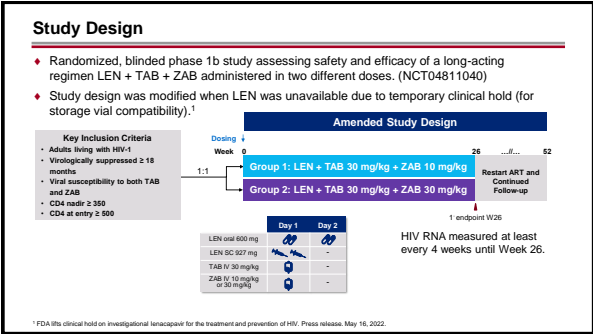 Study Design
♦ Randomized, blinded phase 1b study assessing safety and efficacy of a long-acting
regimen LEN + TAB + ZAB administered in two different doses. (NCT04811040)
♦ Study design was modified when LEN was unavailable due to temporary clinical hold (for
storage vial compatibility).¹
Amended Study Design
Dosing
Week 0 26 ...//... 52
Key Inclusion Criteria
• Adults living with HIV-1
• Virologically suppressed ≥ 18
months
• Viral susceptibility to both TAB
and ZAB
• CD4 nadir ≥ 350
• CD4 at entry ≥ 500
1:1
Group 1: LEN + TAB 30 mg/kg + ZAB 10 mg/kg
Group 2: LEN + TAB 30 mg/kg + ZAB 30 mg/kg
Restart ART and
Continued
Follow-up
1 endpoint W26
Day 1 Day 2
LEN oral 600 mg
LEN SC 927 mg -
TAB IV 30 mg/kg -
ZAB IV 10 mg/kg
or 30 mg/kg -
HIV RNA measured at least
every 4 weeks until Week 26.
¹ FDA lifts clinical hold on investigational lenacapavir for the treatment and prevention of HIV. Press release. May 16, 2022.